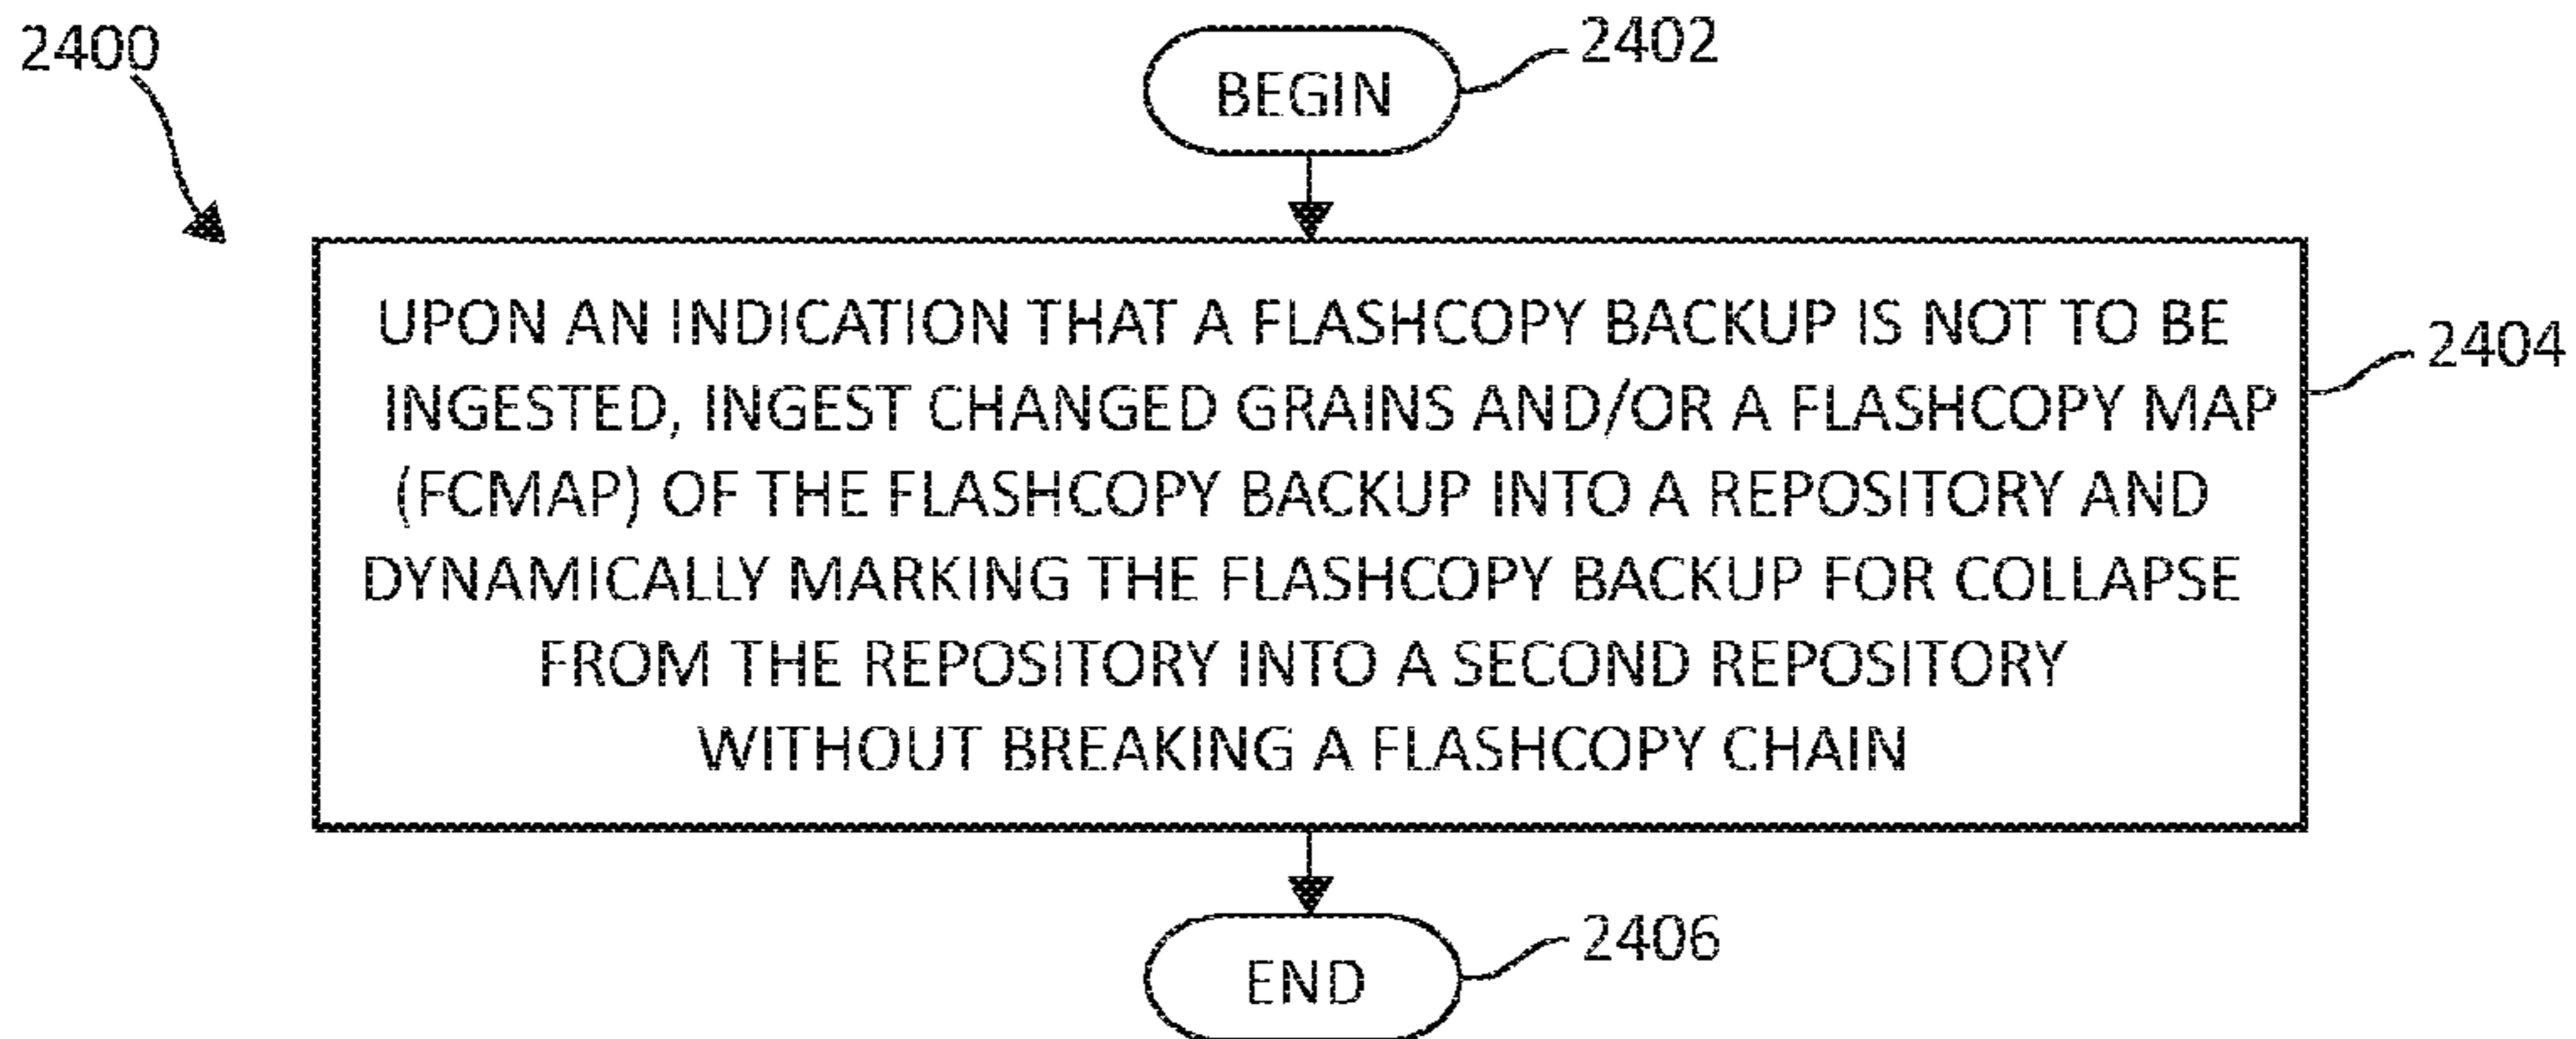 2400
2402
BEGIN
UPON AN INDICATION THAT A FLASHCOPY BACKUP IS NOT TO BE
INGESTED, INGEST CHANGED GRAINS AND/OR A FLASHCOPY MAP
(FCMAP) OF THE FLASHCOPY BACKUP INTO A REPOSITORY AND
DYNAMICALLY MARKING THE FLASHCOPY BACKUP FOR COLLAPSE
FROM THE REPOSITORY INTO A SECOND REPOSITORY
WITHOUT BREAKING A FLASHCOPY CHAIN
2404
2406
END